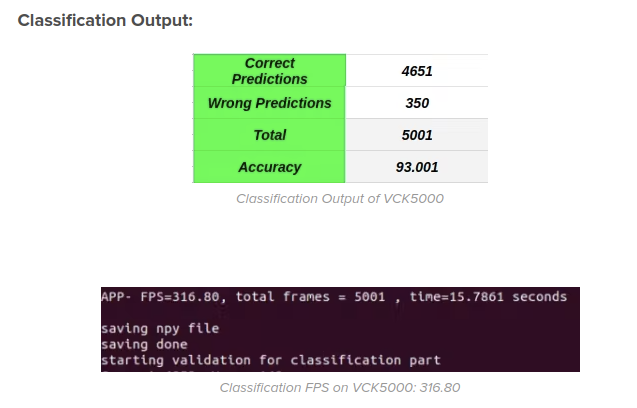 Classification Output:
Correct
Predictions
4651
Wrong Predictions
350
Total
5001
Accuracy
93.001
Classification Output of VCK5000
APP- FPS=316.80, total frames = 5001 , time=15.7861 seconds
saving npy file
saving done
starting validation for classification part
Classification FPS on VCK5000: 316.80